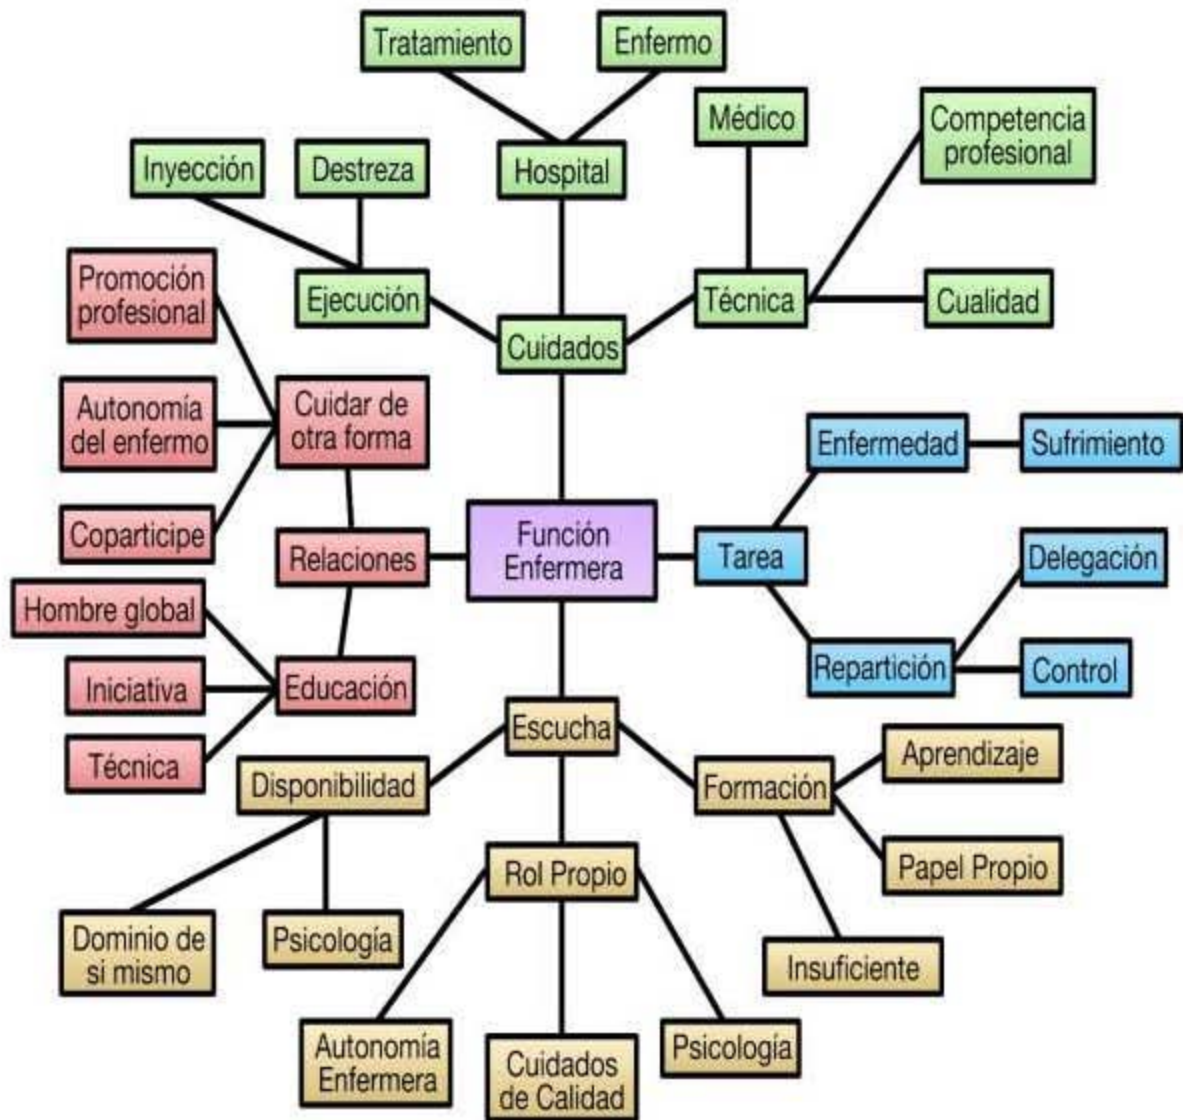 Tratamiento
Enfermo
Médico
Competencia
profesional
Inyección
Destreza
Hospital
Promoción
profesional
Ejecución
Técnica
Cualidad
Cuidados
Autonomía
del enfermo
Cuidar de
otra forma
Enfermedad
Sufrimiento
Coparticipe
Relaciones
Función
Enfermera
Tarea
Delegación
Hombre global
Iniciativa
Educación
Repartición
Control
Técnica
Escucha
Disponibilidad
Formación
Aprendizaje
Rol Propio
Papel Propio
Dominio de
si mismo
Psicología
Insuficiente
Autonomía
Enfermera
Cuidados
de Calidad
Psicología